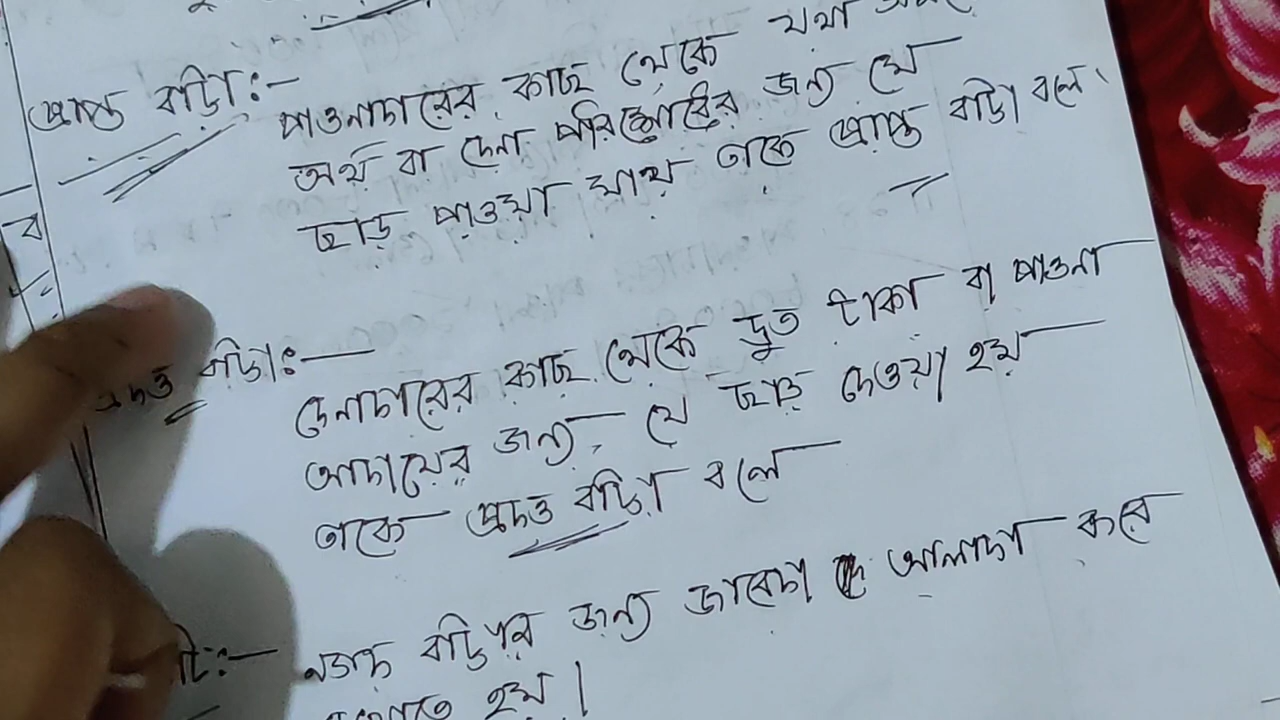 যথা
প্রাপ্ত বাট্টা:- পাওনাদারের কাছ থেকে
অর্থ বা দেনা পরিশোধের জন্য যে
ছাড় পাওয়া যায় তাকে প্রাপ্ত বাট্টা বলে।
ব
প্রদত্ত বাট্টাঃ— দেনাদারের কাছ থেকে দ্রুত টাকা বা পাওনা
আদায়ের জন্য, যে ছাড় দেওয়া হয়
তাকে প্রদত্ত বাট্টা বলে
বাট্টার জন্য জাবেদা আলাদা করে
হয়।